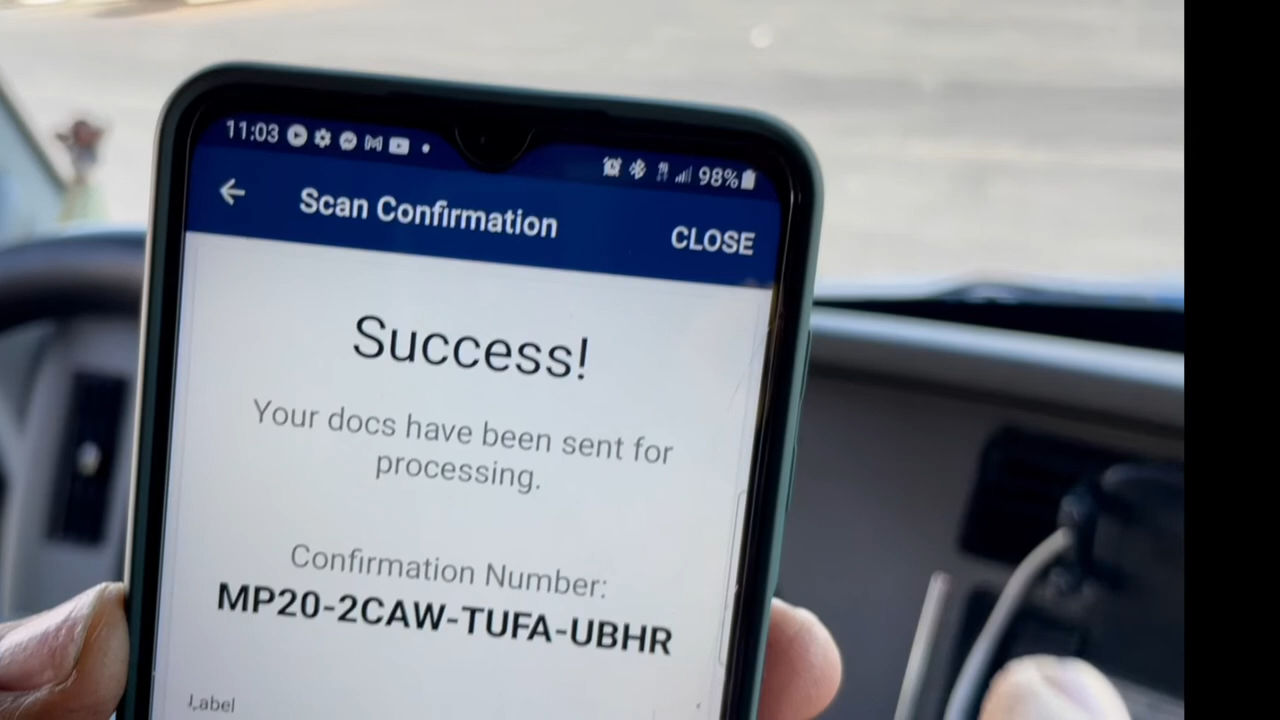 11:03 98%
Scan Confirmation CLOSE
Success!
Your docs have been sent for
processing.
Confirmation Number:
MP20-2CAW-TUFA-UBHR
Label